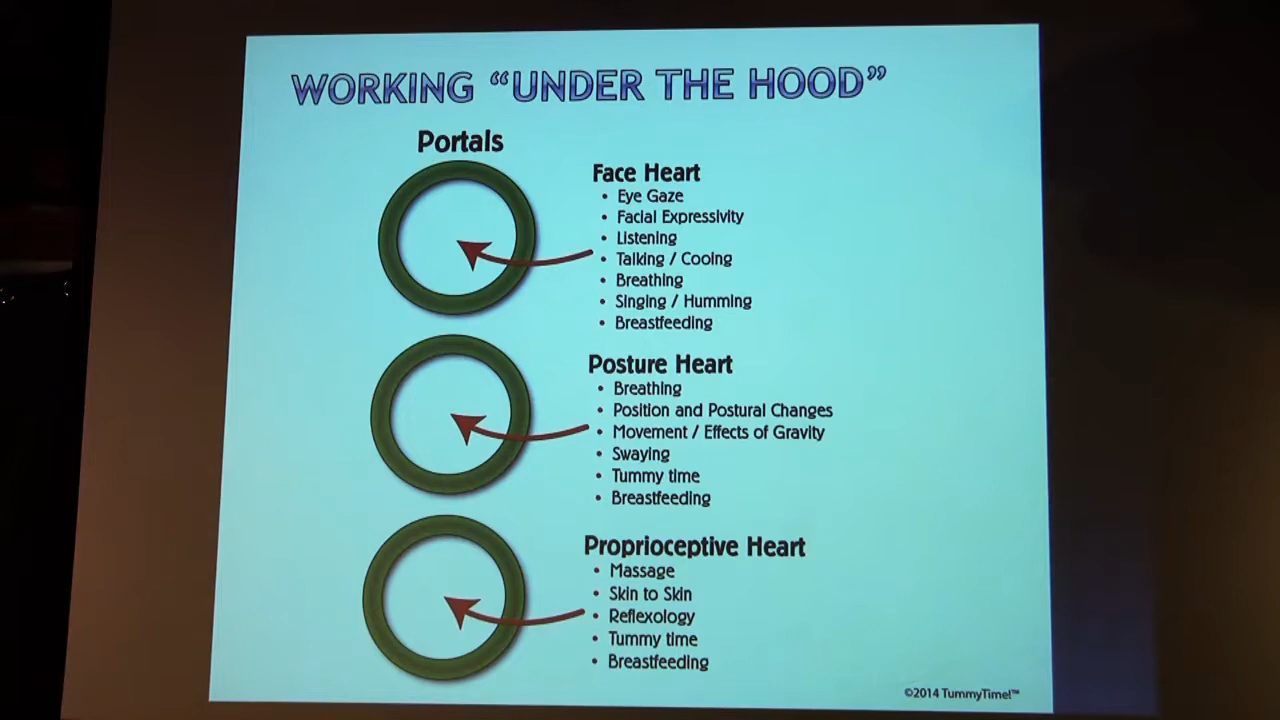 WORKING “UNDER THE HOOD”
Portals
Face Heart
• Eye Gaze
• Facial Expressivity
• Listening
• Talking / Cooing
• Breathing
• Singing / Humming
• Breastfeeding
Posture Heart
• Breathing
• Position and Postural Changes
• Movement / Effects of Gravity
• Swaying
• Tummy time
• Breastfeeding
Proprioceptive Heart
• Massage
• Skin to Skin
• Reflexology
• Tummy time
• Breastfeeding
©2014 TummyTime!™